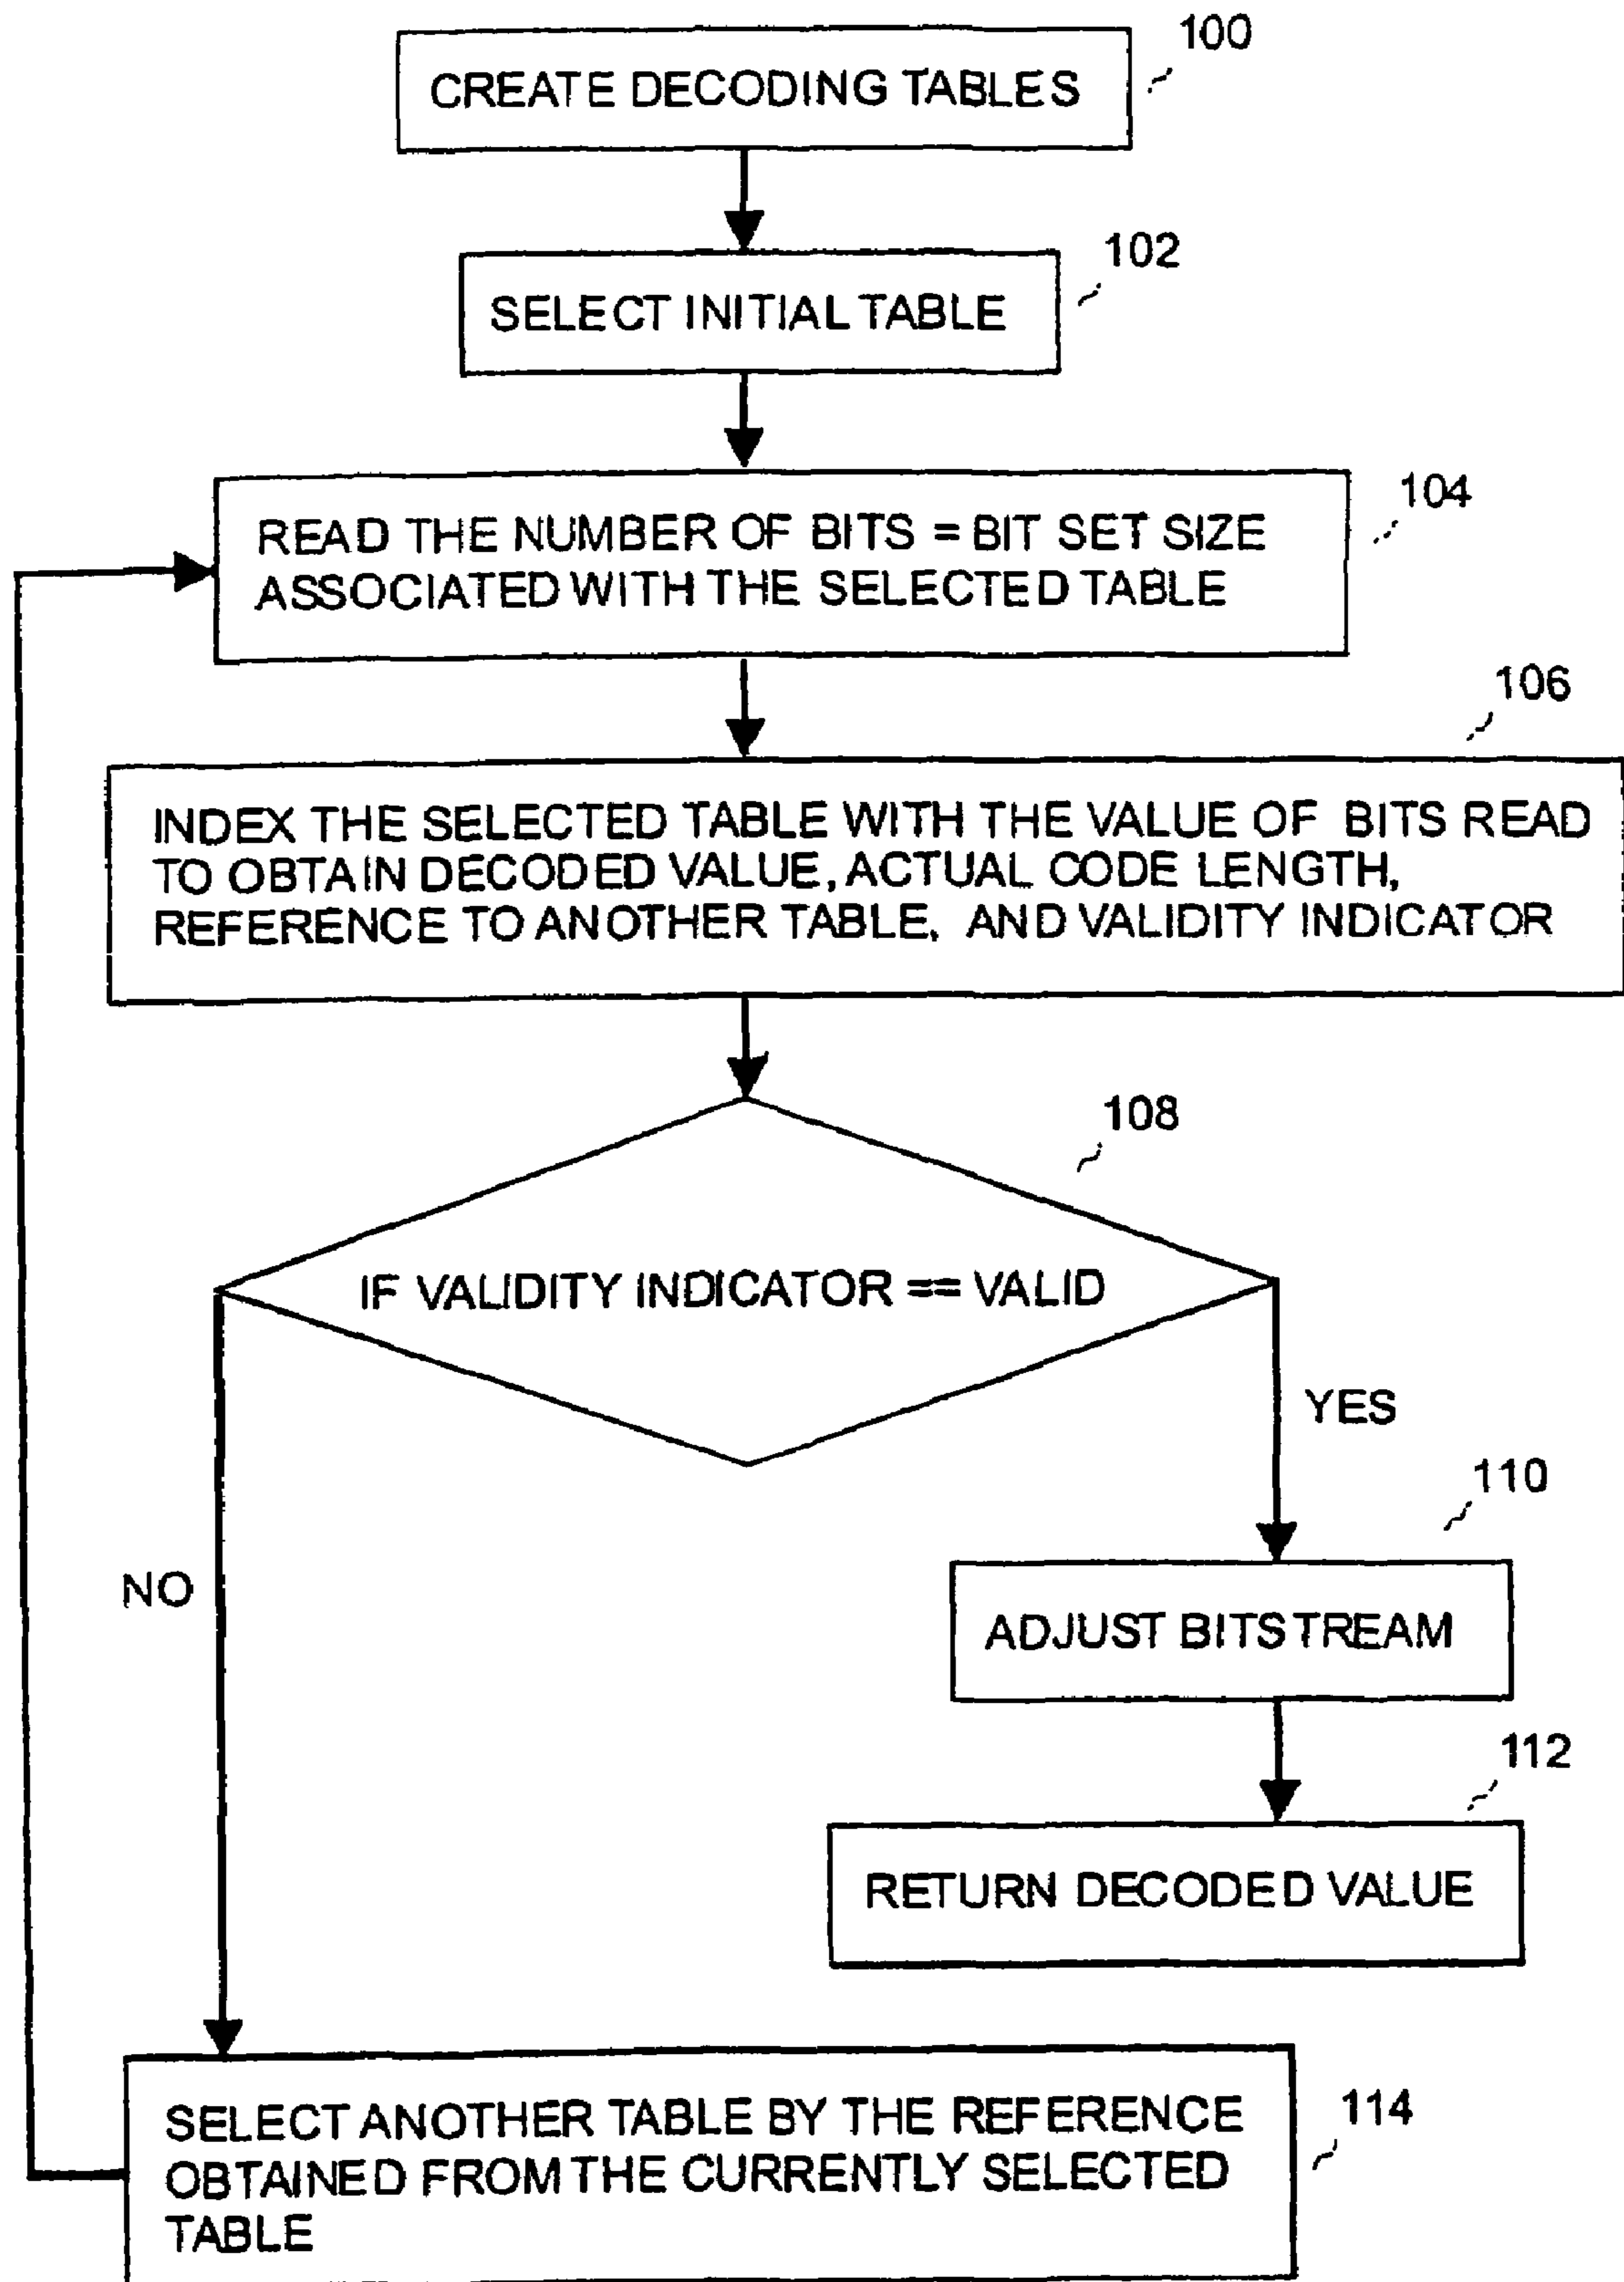 100
CREATE DECODING TABLES
102
SELECT INITIAL TABLE
104
READ THE NUMBER OF BITS = BIT SET SIZE
ASSOCIATED WITH THE SELECTED TABLE
106
INDEX THE SELECTED TABLE WITH THE VALUE OF BITS READ
TO OBTAIN DECODED VALUE, ACTUAL CODE LENGTH,
REFERENCE TO ANOTHER TABLE, AND VALIDITY INDICATOR
108
IF VALIDITY INDICATOR == VALID
YES
110
NO
ADJUST BITSTREAM
112
RETURN DECODED VALUE
114
SELECT ANOTHER TABLE BY THE REFERENCE
OBTAINED FROM THE CURRENTLY SELECTED
TABLE